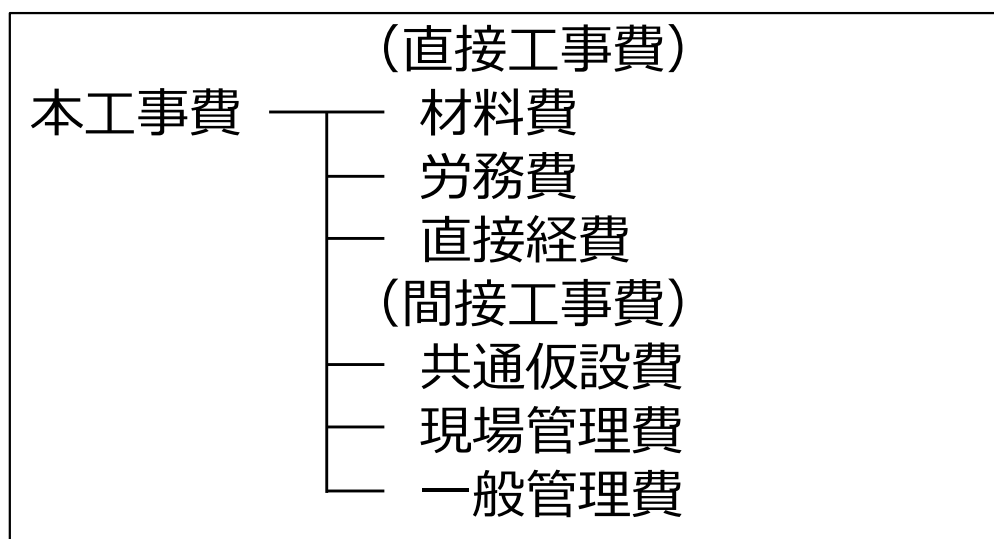 （直接工事費）
本工事費 材料費
労務費
直接経費
（間接工事費）
共通仮設費
現場管理費
一般管理費